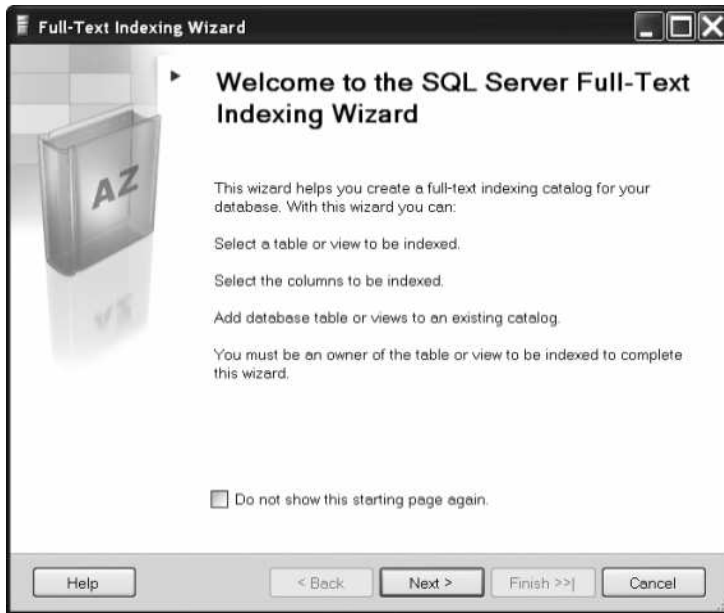 Full-Text Indexing Wizard
Welcome to the SQL Server Full-Text
Indexing Wizard
AZ
This wizard helps you create a full-text indexing catalog for your
database. With this wizard you can:
Select a table or view to be indexed.
Select the columns to be indexed.
Add database table or views to an existing catalog.
You must be an owner of the table or view to be indexed to complete
this wizard.
Do not show this starting page again.
Help
< Back
Next >
Finish >>|
Cancel